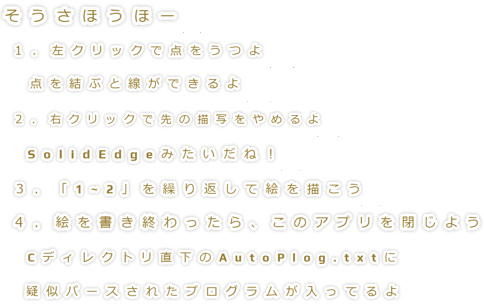 そうさほうほー
1.左クリックで点をうつよ
点を結ぶと線ができるよ
2.右クリックで先の描写をやめるよ
SolidEdgeみたいだね！
3.「1~2」を繰り返して絵を描こう
4.絵を書き終わったら、このアプリを閉じよう
Cディレクトリ直下のAutoPlog.txtに
疑似パースされたプログラムが入ってるよ